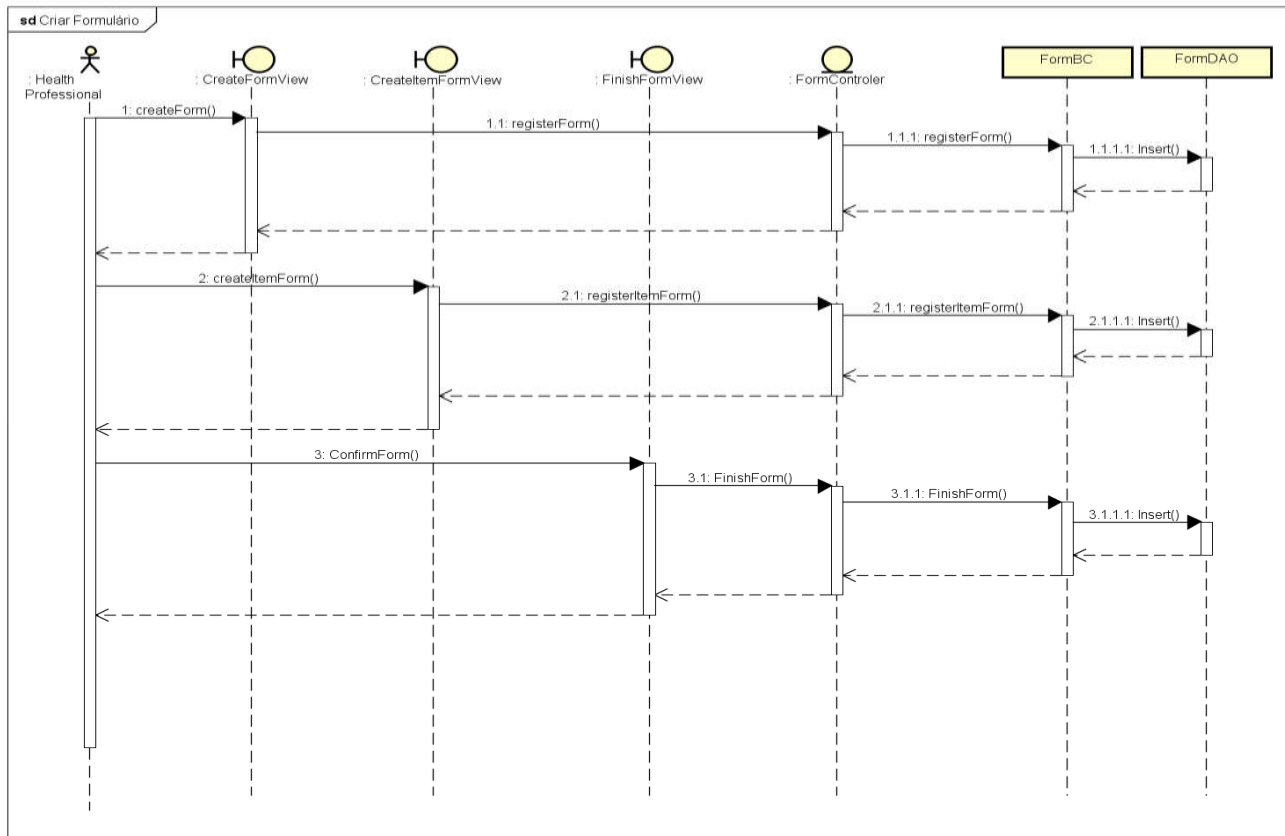 sd Criar Formulário
: Health
Professional
: CreateFormView
: CreateItemFormView
: FinishFormView
: FormControler
FormBC
FormDAO
1: createForm()
1.1: registerForm()
1.1.1: registerForm()
1.1.1.1: Insert()
2: createItemForm()
2.1: registerItemForm()
2.1.1: registerItemForm()
2.1.1.1: Insert()
3: ConfirmForm()
3.1: FinishForm()
3.1.1: FinishForm()
3.1.1.1: Insert()